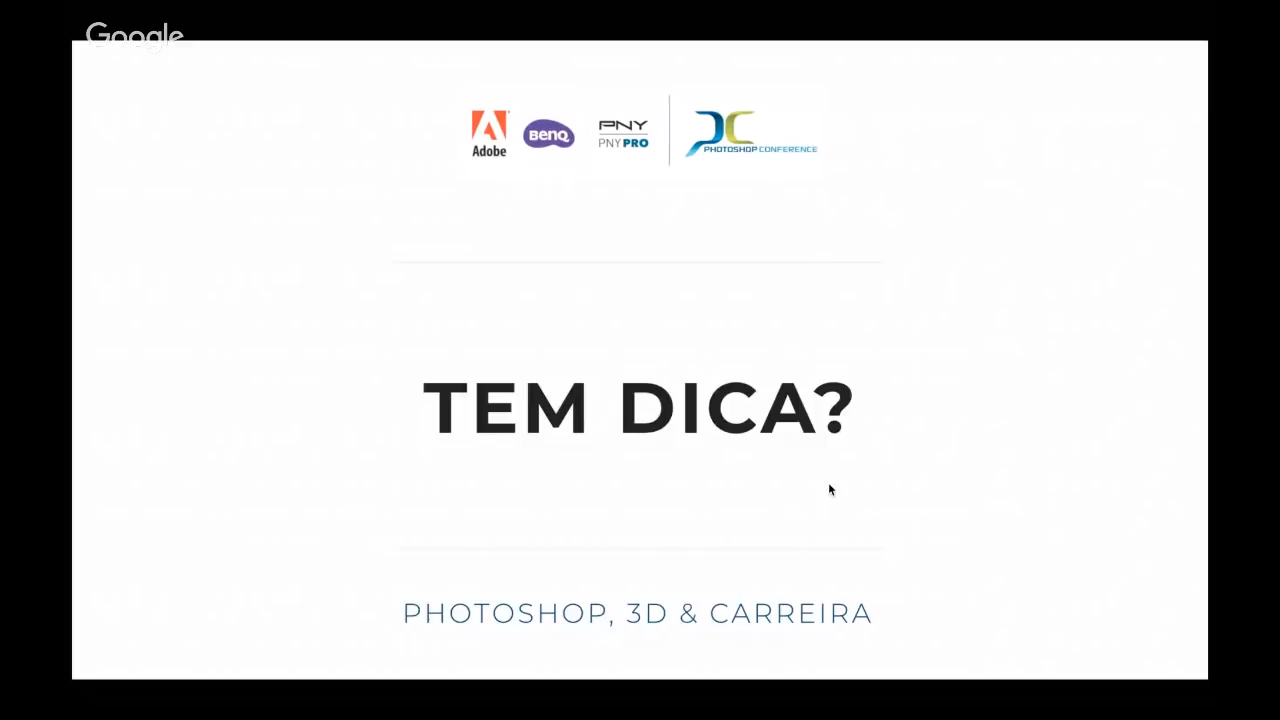 Google
Adobe
BenQ
PNY
PNY PRO
PHOTOSHOP CONFERENCE
TEM DICA?
PHOTOSHOP, 3D & CARREIRA